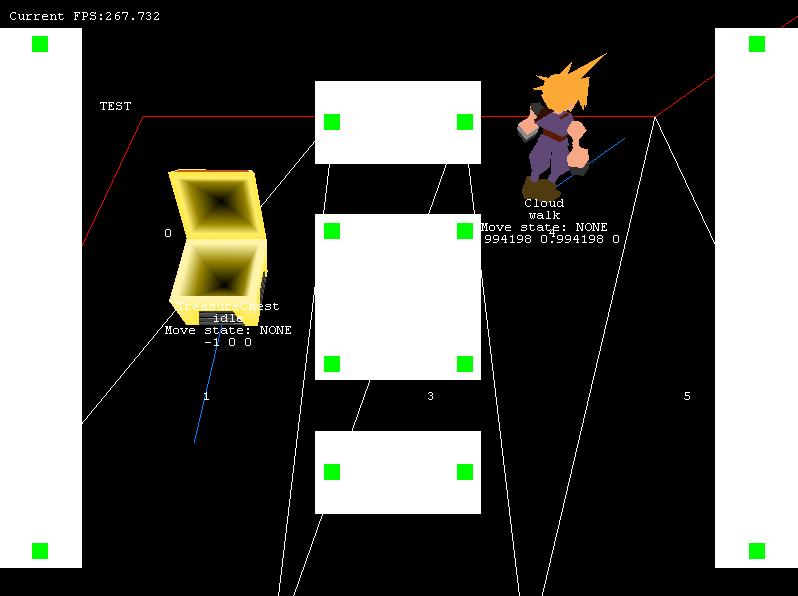 Current FPS:267.732
TEST
Cloud
walk
Move state: NONE
994198 0.994198 0
4
0
TreasureChest
idle
Move state: NONE
-1 0 0
1
3
5